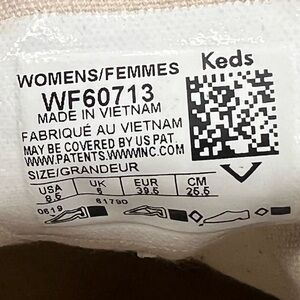 Keds
WOMENS/FEMMES
WF60713
MADE IN VIETNAM
FABRIQUÉ AU VIETNAM
MAY BE COVERED BY US PAT.
WWW.PATENTS.WWWINC.COM
SIZE/GRANDEUR
USA UK EUR CM
8.5 6 39.5 25.5
0619 61790